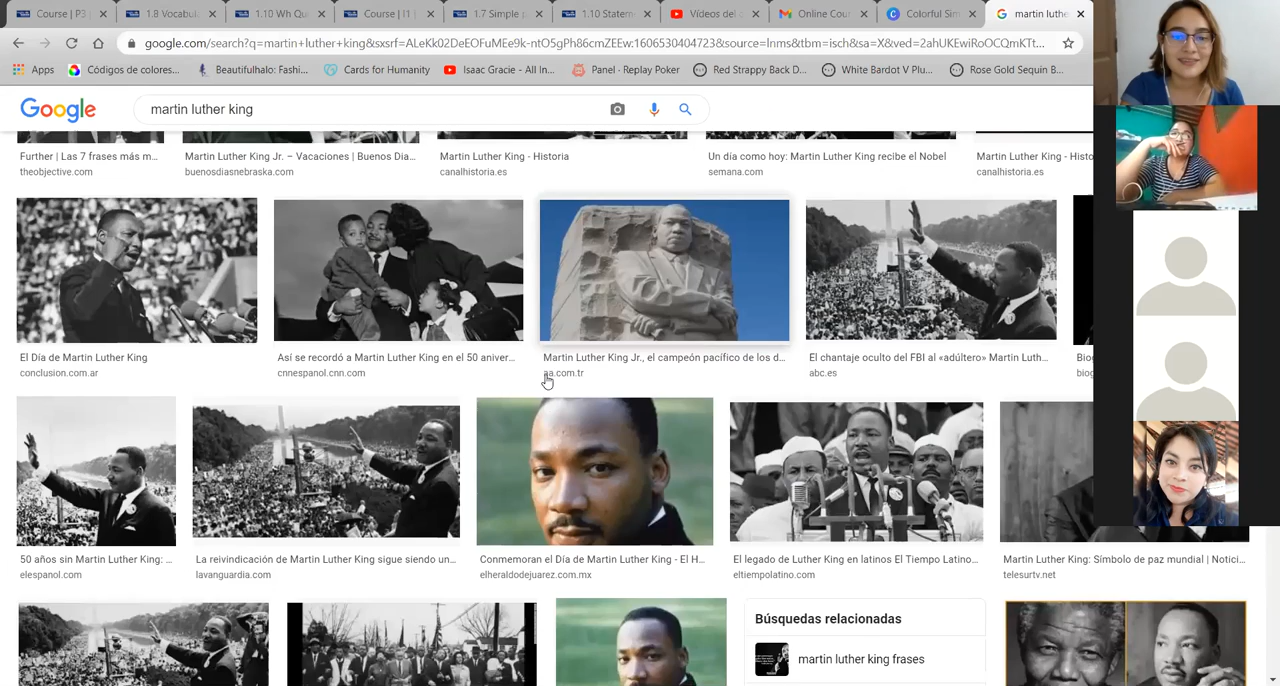 Course | P3 |
1.8 Vocabul
1.10 Wh Qu
Course | I1 |
1.7 Simple p
1.10 Statem
Vídeos del c
Online Cour
Colorful Sim
martin luthe
google.com/search?q=martin+luther+king&sxsrf=ALeKk02DeEOFuMEe9k-ntO5gPh86cmZEEw:1606530404723&source=lnms&tbm=isch&sa=X&ved=2ahUKEwiRoOCQmKTt...
Apps
Códigos de colores...
Beautifulhalo: Fashi...
Cards for Humanity
Isaac Gracie - All In...
Panel · Replay Poker
Red Strappy Back D...
White Bardot V Plu...
Rose Gold Sequin B...
Google
martin luther king
Further | Las 7 frases más m...
theobjective.com
Martin Luther King Jr. – Vacaciones | Buenos Dia...
buenosdiasnebraska.com
Martin Luther King - Historia
canalhistoria.es
Un día como hoy: Martin Luther King recibe el Nobel
semana.com
Martin Luther King - Histo
canalhistoria.es
El Día de Martin Luther King
conclusion.com.ar
Así se recordó a Martin Luther King en el 50 aniver...
cnnespanol.cnn.com
Martin Luther King Jr., el campeón pacífico de los d...
aa.com.tr
El chantaje oculto del FBI al «adúltero» Martin Luth...
abc.es
Biog
biog
50 años sin Martin Luther King: ...
elespanol.com
La reivindicación de Martin Luther King sigue siendo un...
lavanguardia.com
Conmemoran el Día de Martin Luther King - El H...
elheraldodejuarez.com.mx
El legado de Luther King en latinos El Tiempo Latino...
eltiempolatino.com
Martin Luther King: Símbolo de paz mundial | Notici...
telesurtv.net
Búsquedas relacionadas
martin luther king frases